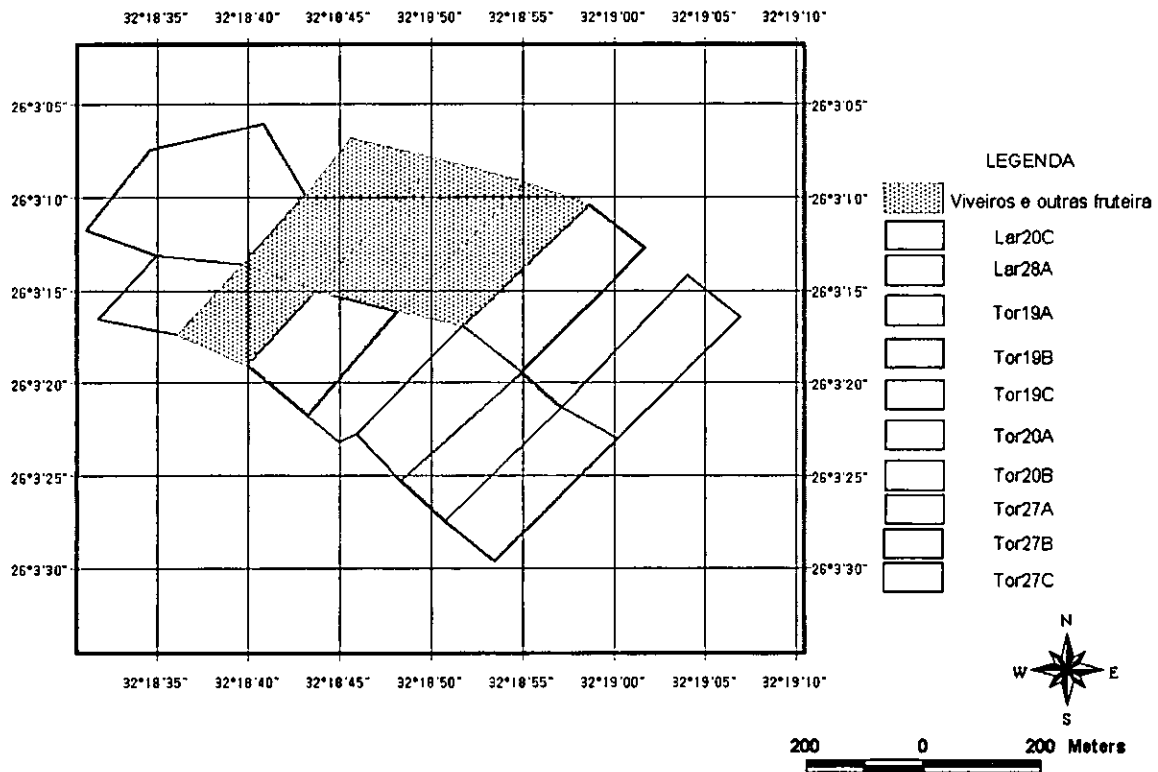 32°18'35" 32°18'40" 32°18'45" 32°18'50" 32°18'55" 32°19'00" 32°19'05" 32°19'10"
26°3'05" 26°3'05"
26°3'10" 26°3'10"
26°3'15" 26°3'15"
26°3'20" 26°3'20"
26°3'25" 26°3'25"
26°3'30" 26°3'30"
32°18'35" 32°18'40" 32°18'45" 32°18'50" 32°18'55" 32°19'00" 32°19'05" 32°19'10"
LEGENDA
Viveiros e outras fruteira
Lar20C
Lar28A
Tor19A
Tor19B
Tor19C
Tor20A
Tor20B
Tor27A
Tor27B
Tor27C
N
W E
S
200 0 200 Meters